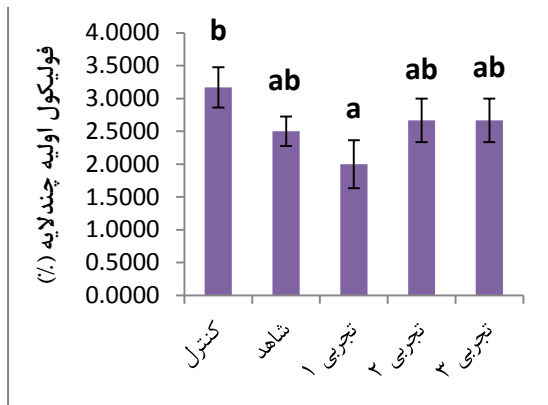 فولیکول اولیه چندلایه (٪)
4.0000
3.5000
3.0000
2.5000
2.0000
1.5000
1.0000
0.5000
0.0000
b
ab
a
ab
ab
کنترل
شاهد
تجربی ۱
تجربی ۲
تجربی ۳